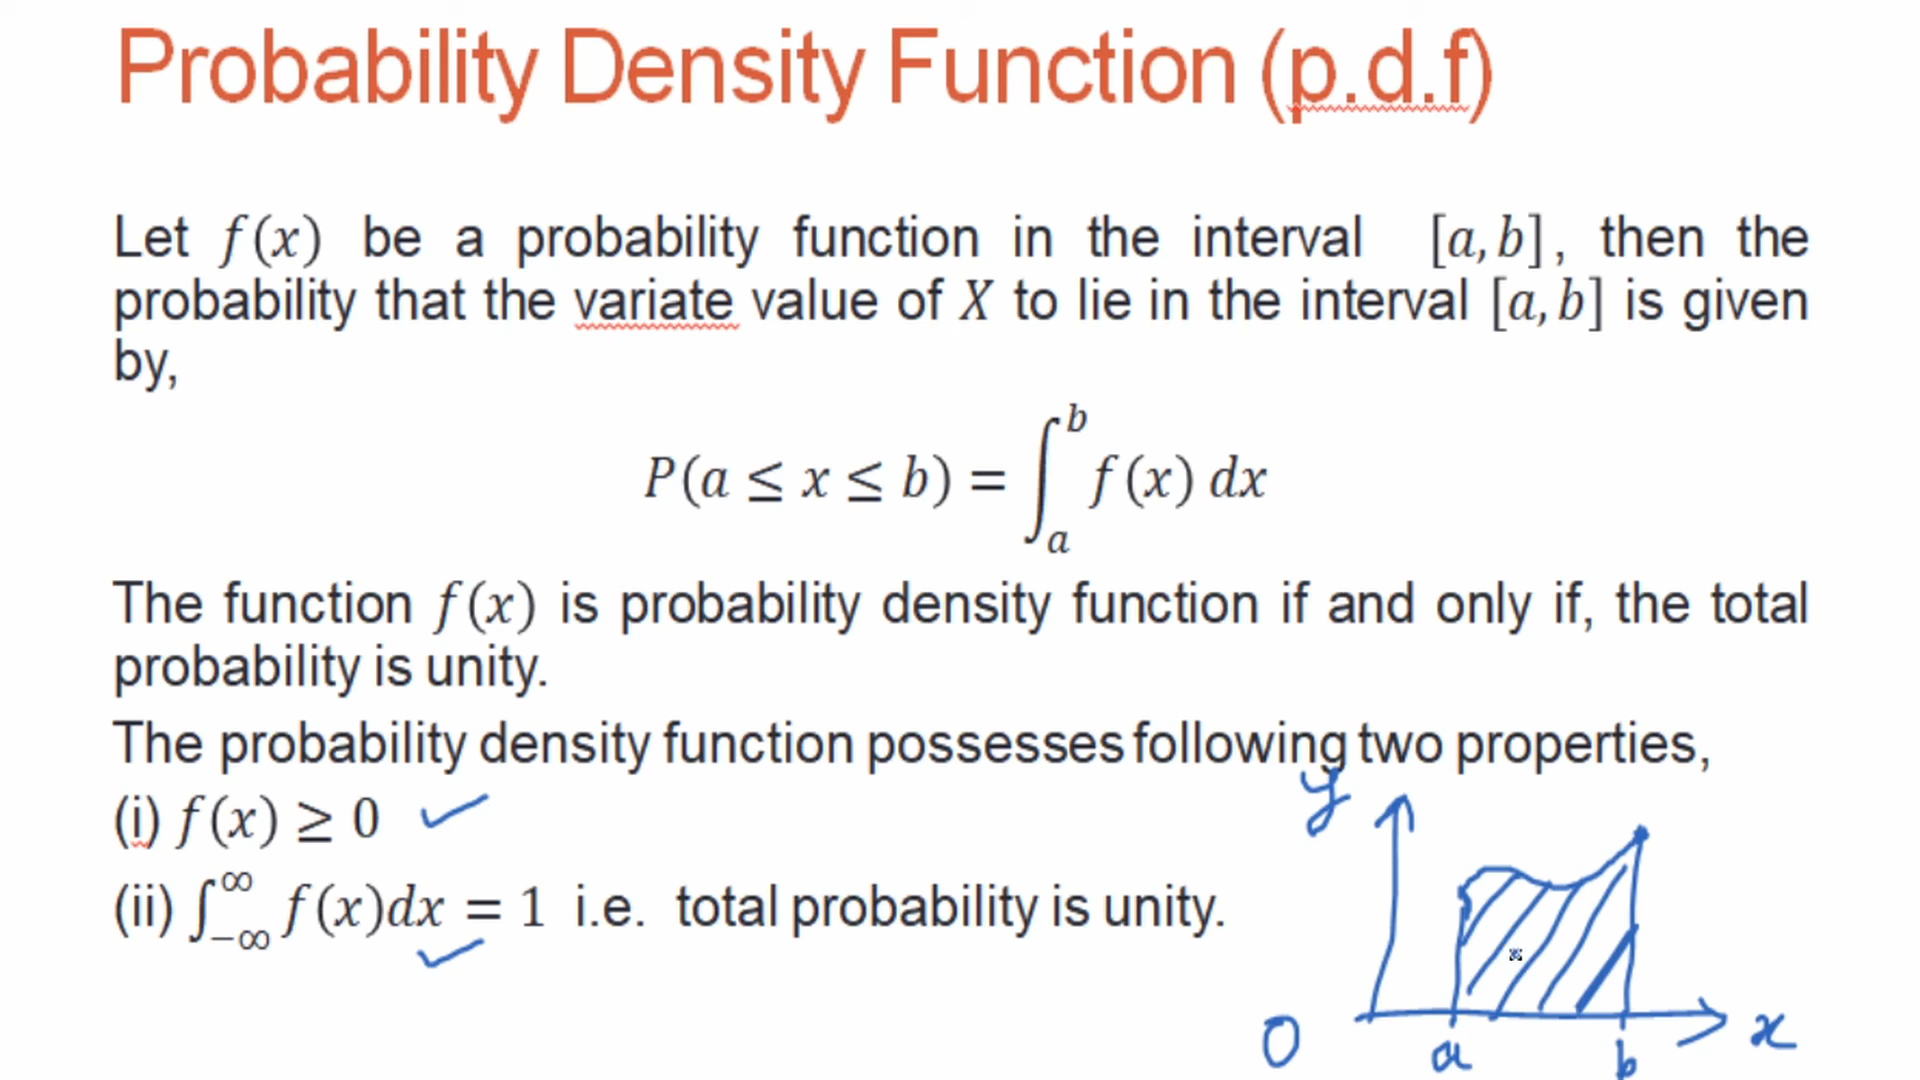 Probability Density Function (p.d.f)
Let f(x) be a probability function in the interval [a, b], then the
probability that the variate value of X to lie in the interval [a, b] is given
by,
P(a ≤ x ≤ b) = ∫_a^b f(x) dx
The function f(x) is probability density function if and only if, the total
probability is unity.
The probability density function possesses following two properties,
(i) f(x) ≥ 0
(ii) ∫_{-∞}^{∞} f(x)dx = 1 i.e. total probability is unity.
y
0 a b x